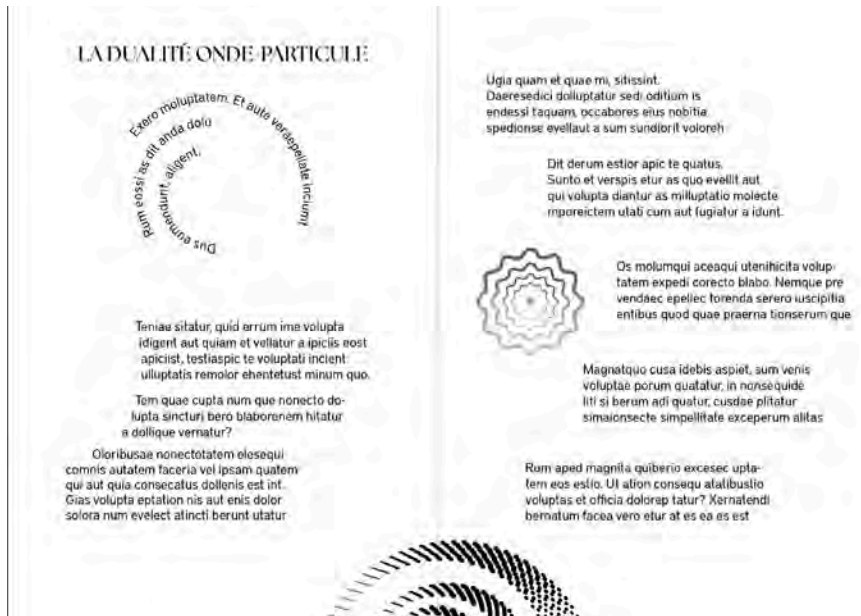 LA DUALITÉ ONDE-PARTICULE
Exero moluptatem. Et aute veraepellate inciunt
Rum eossi as dit anda dolu
Dus eumendunt, aligent,
Teniae sitatur, quid errum ime volupta
idigent aut quiam et vellatur a ipiciis eost
apiciist, testiaspic te voluptati incient
ulluptatis remolor ehentetust minum quo.
Tem quae cupta num que nonecto do-
lupta sincturi bero blaborenem hitatur
a dollique vernatur?
Oloribusae nonectotatem elesequi
comnis autatem faceria vel ipsam quatem
qui aut quia consecatus dollenis est int.
Gias volupta eptation nis aut enis dolor
solora num evelect atincti berunt utatur
Ugia quam et quae mi, sitissint.
Daeresedici dolluptatur sedi oditium is
endessi taquam, occabores eius nobitia
spedionse evellaut a sum sundiorit voloreh
Dit derum estior apic te quatus.
Sunto et verspis etur as quo evellit aut
qui volupta diantur as milluptatio molecte
mporeictem utati cum aut fugiatur a idunt.
Os molumqui aceaqui utenihicita volup-
tatem expedi corecto blabo. Nemque pre
vendaec epellec torenda serero iuscipitia
entibus quod quae praerna tionserum que
Magnatquo cusa idebis aspiet, sum venis
voluptae porum quatatur, in nonsequide
liti si berum adi quatur, cusdae plitatur
simaionsecte simpellitate exceperum alitas
Rum aped magnita quiberio excesec upta-
tem eos estio. Ut ation consequ atatibustio
voluptas et officia dolorep tatur? Xernatendi
bernatum facea vero etur at es ea es est